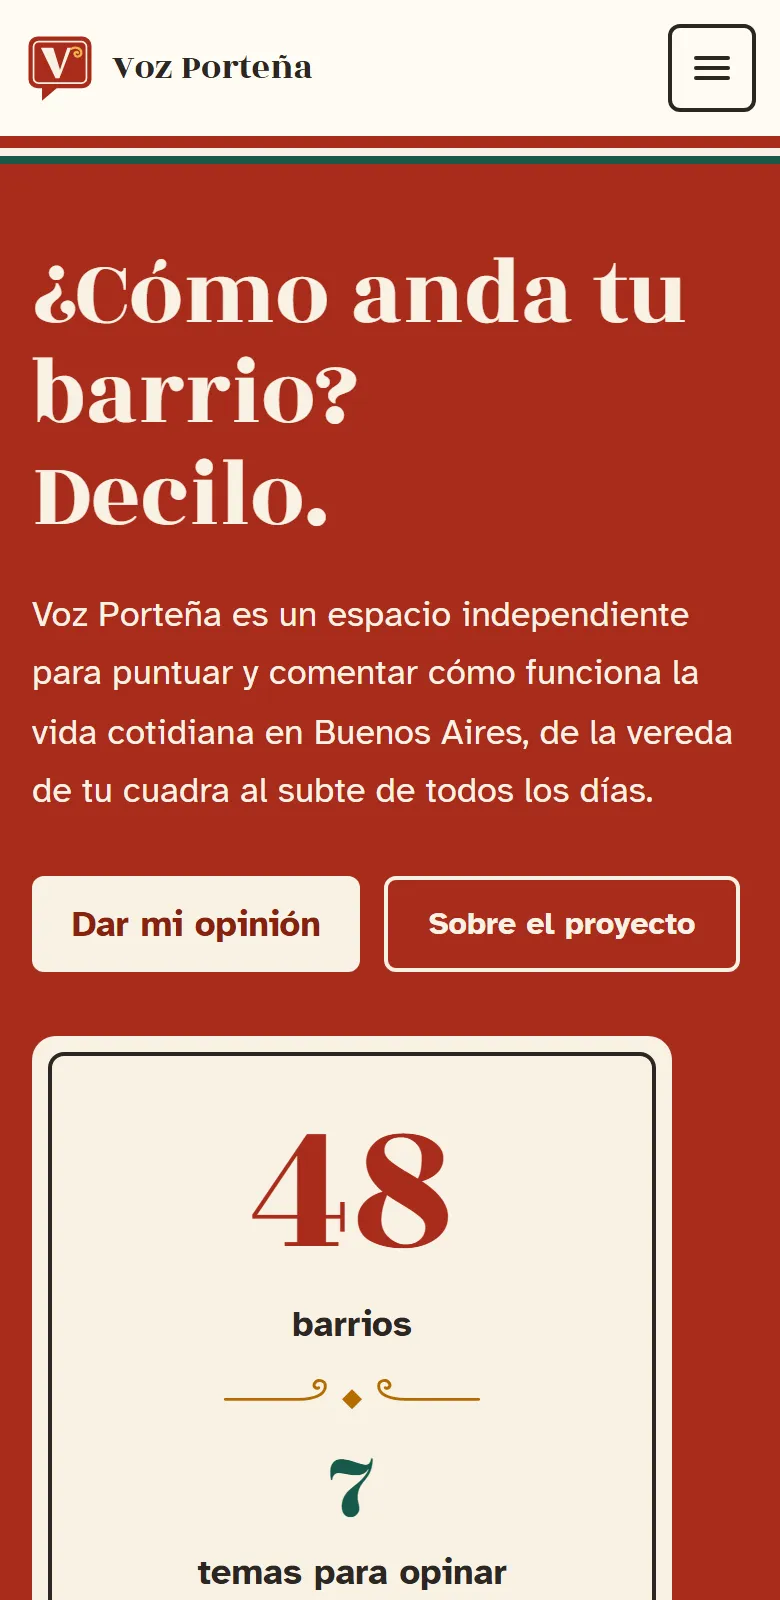 V
Voz Porteña
¿Cómo anda tu
barrio?
Decilo.
Voz Porteña es un espacio independiente
para puntuar y comentar cómo funciona la
vida cotidiana en Buenos Aires, de la vereda
de tu cuadra al subte de todos los días.
Dar mi opinión
Sobre el proyecto
48
barrios
7
temas para opinar